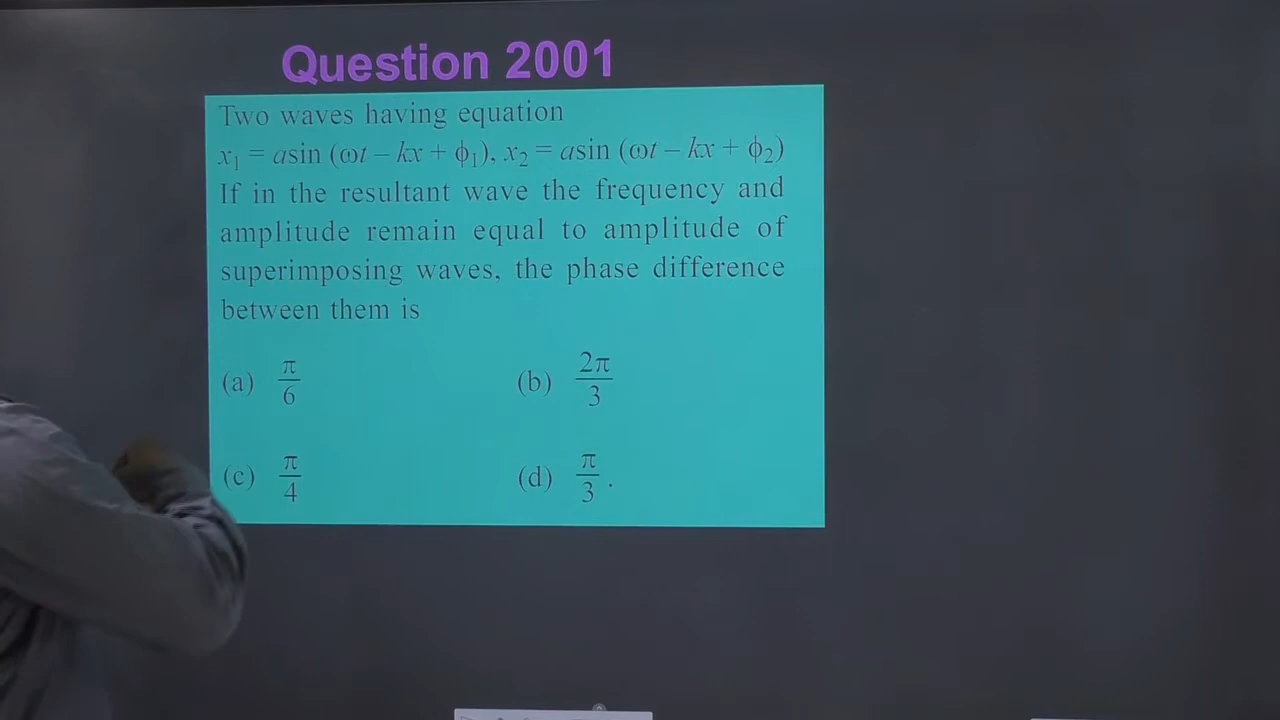 Question 2001
Two waves having equation
x₁ = asin (ωt – kx + ϕ₁), x₂ = asin (ωt – kx + ϕ₂)
If in the resultant wave the frequency and
amplitude remain equal to amplitude of
superimposing waves, the phase difference
between them is
(a) π/6 (b) 2π/3
(c) π/4 (d) π/3 .